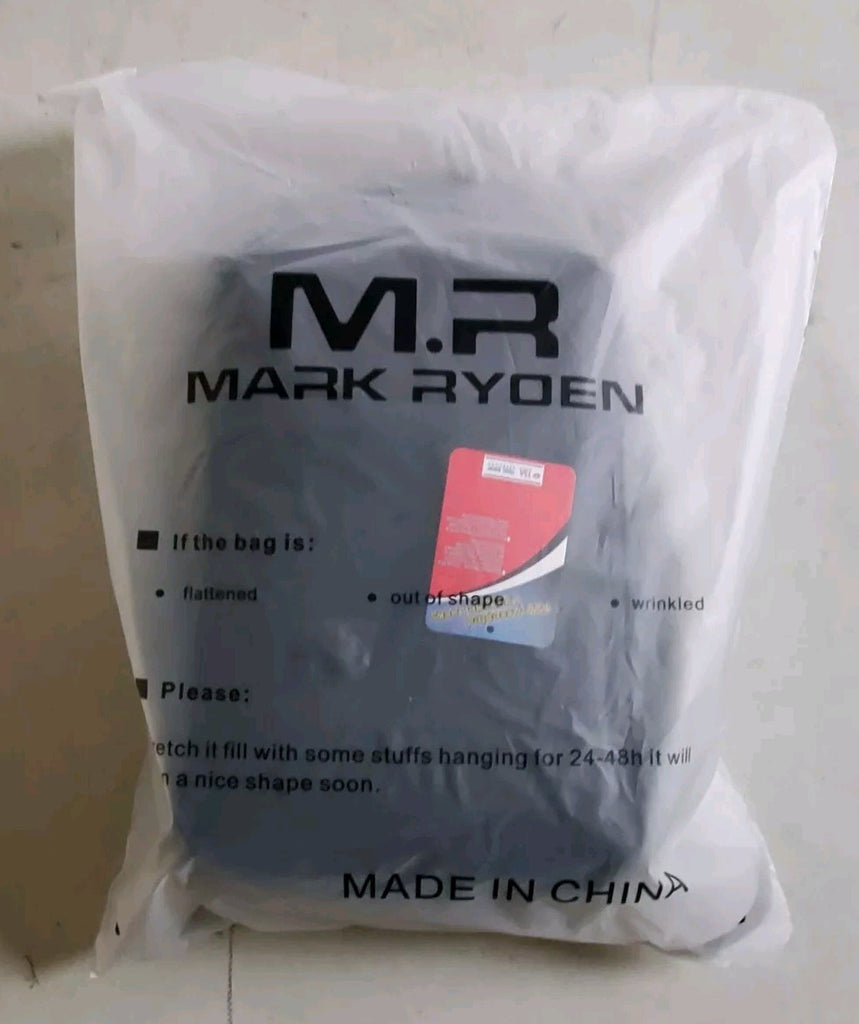 M.R
MARK RYDEN
■ If the bag is:
• flattened • out of shape • wrinkled
■ Please:
etch it fill with some stuffs hanging for 24-48h it will
a nice shape soon.
MADE IN CHINA